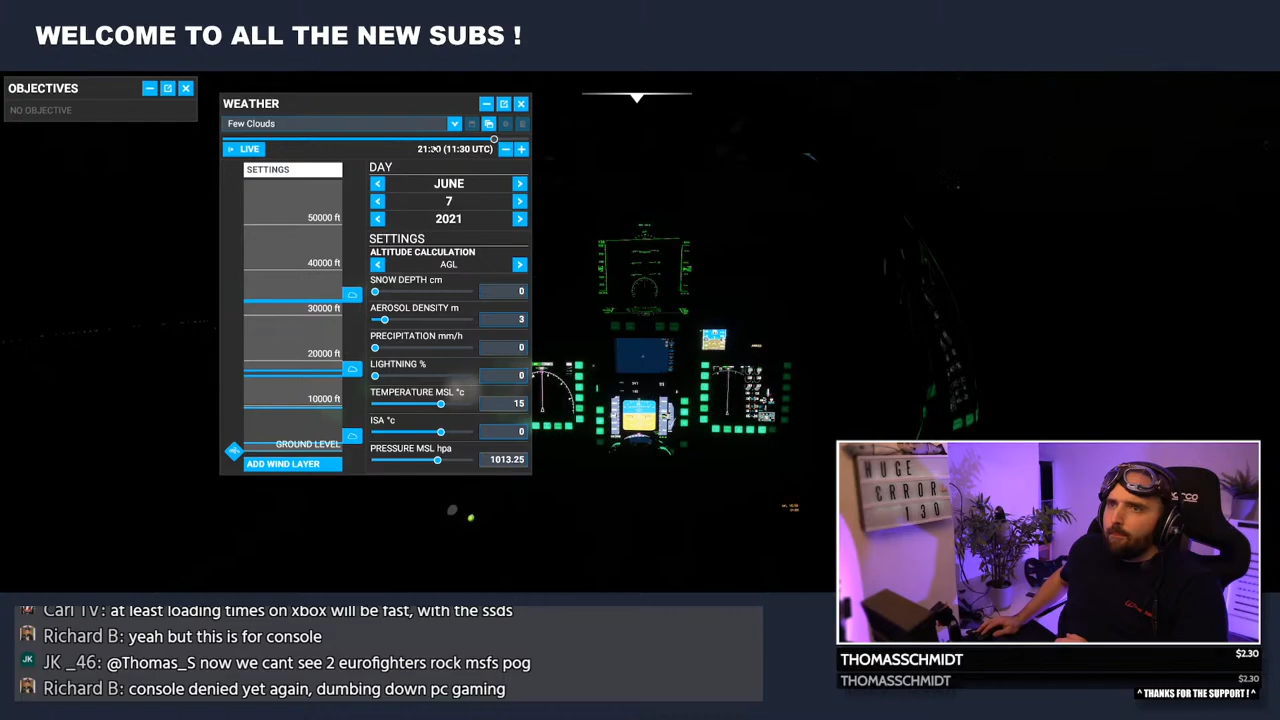 WELCOME TO ALL THE NEW SUBS !
OBJECTIVES
NO OBJECTIVE
WEATHER
Few Clouds
LIVE
21:30 (11:30 UTC)
SETTINGS
50000 ft
40000 ft
30000 ft
20000 ft
10000 ft
GROUND LEVEL
ADD WIND LAYER
DAY
JUNE
7
2021
SETTINGS
ALTITUDE CALCULATION
AGL
SNOW DEPTH cm
0
AEROSOL DENSITY m
3
PRECIPITATION mm/h
0
LIGHTNING %
0
TEMPERATURE MSL °c
15
ISA °c
0
PRESSURE MSL hpa
1013.25
HUGE
ERROR
130
Carl TV: at least loading times on xbox will be fast, with the ssds
Richard B: yeah but this is for console
JK JK _46: @Thomas_S now we cant see 2 eurofighters rock msfs pog
Richard B: console denied yet again, dumbing down pc gaming
THOMASSCHMIDT $2.30
THOMASSCHMIDT $2.30
^ THANKS FOR THE SUPPORT ! ^